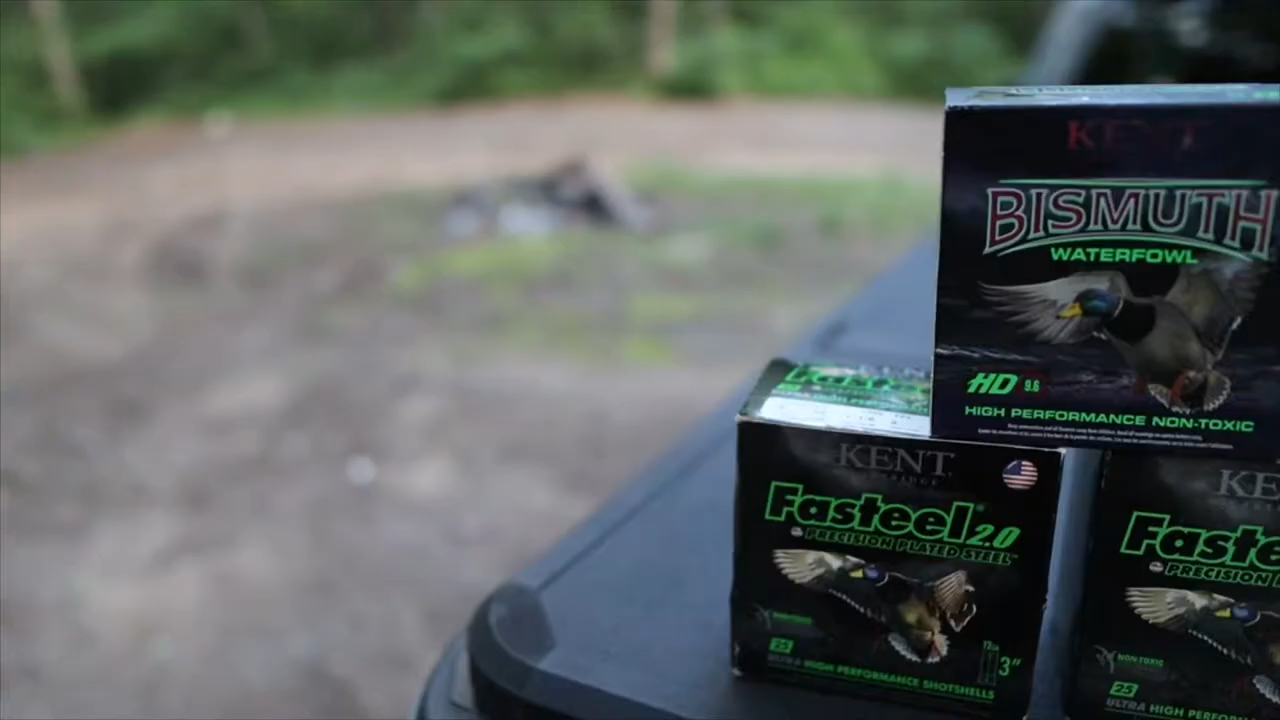 KENT
BISMUTH
WATERFOWL
HD 9.6
HIGH PERFORMANCE NON-TOXIC
KENT
Fasteel 2.0
PRECISION PLATED STEEL
25
ULTRA HIGH PERFORMANCE SHOTSHELLS
3"
KE
Faste
PRECISION
NON-TOXIC
25
ULTRA HIGH PERFORM